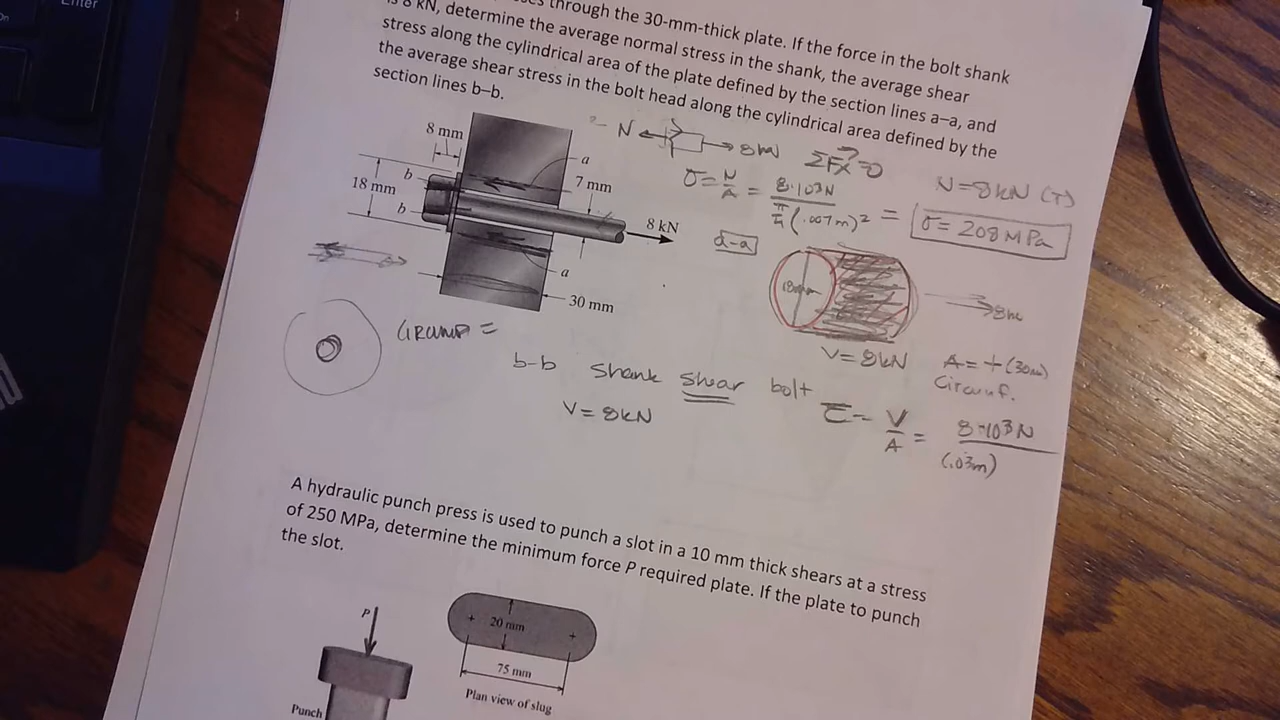 through the 30-mm-thick plate. If the force in the bolt shank
is 8 kN, determine the average normal stress in the shank, the average shear
stress along the cylindrical area of the plate defined by the section lines a–a, and
the average shear stress in the bolt head along the cylindrical area defined by the
section lines b–b.
8 mm
b
18 mm
b
a
7 mm
8 kN
a
30 mm
N
8kN
ΣFx=0
N=8kN (T)
σ= N/A = 8·10³N / π/4 (.007m)² = σ= 208 MPa
a-a
18mm
V=8kN
A= t (30mm)
Circumf.
b-b shank shear bolt
V=8kN
τ= V/A = 8·10³N / (.03m)
A hydraulic punch press is used to punch a slot in a 10 mm thick shears at a stress
of 250 MPa, determine the minimum force P required plate. If the plate to punch
the slot.
P
Punch
20 mm
75 mm
Plan view of slug
Enter